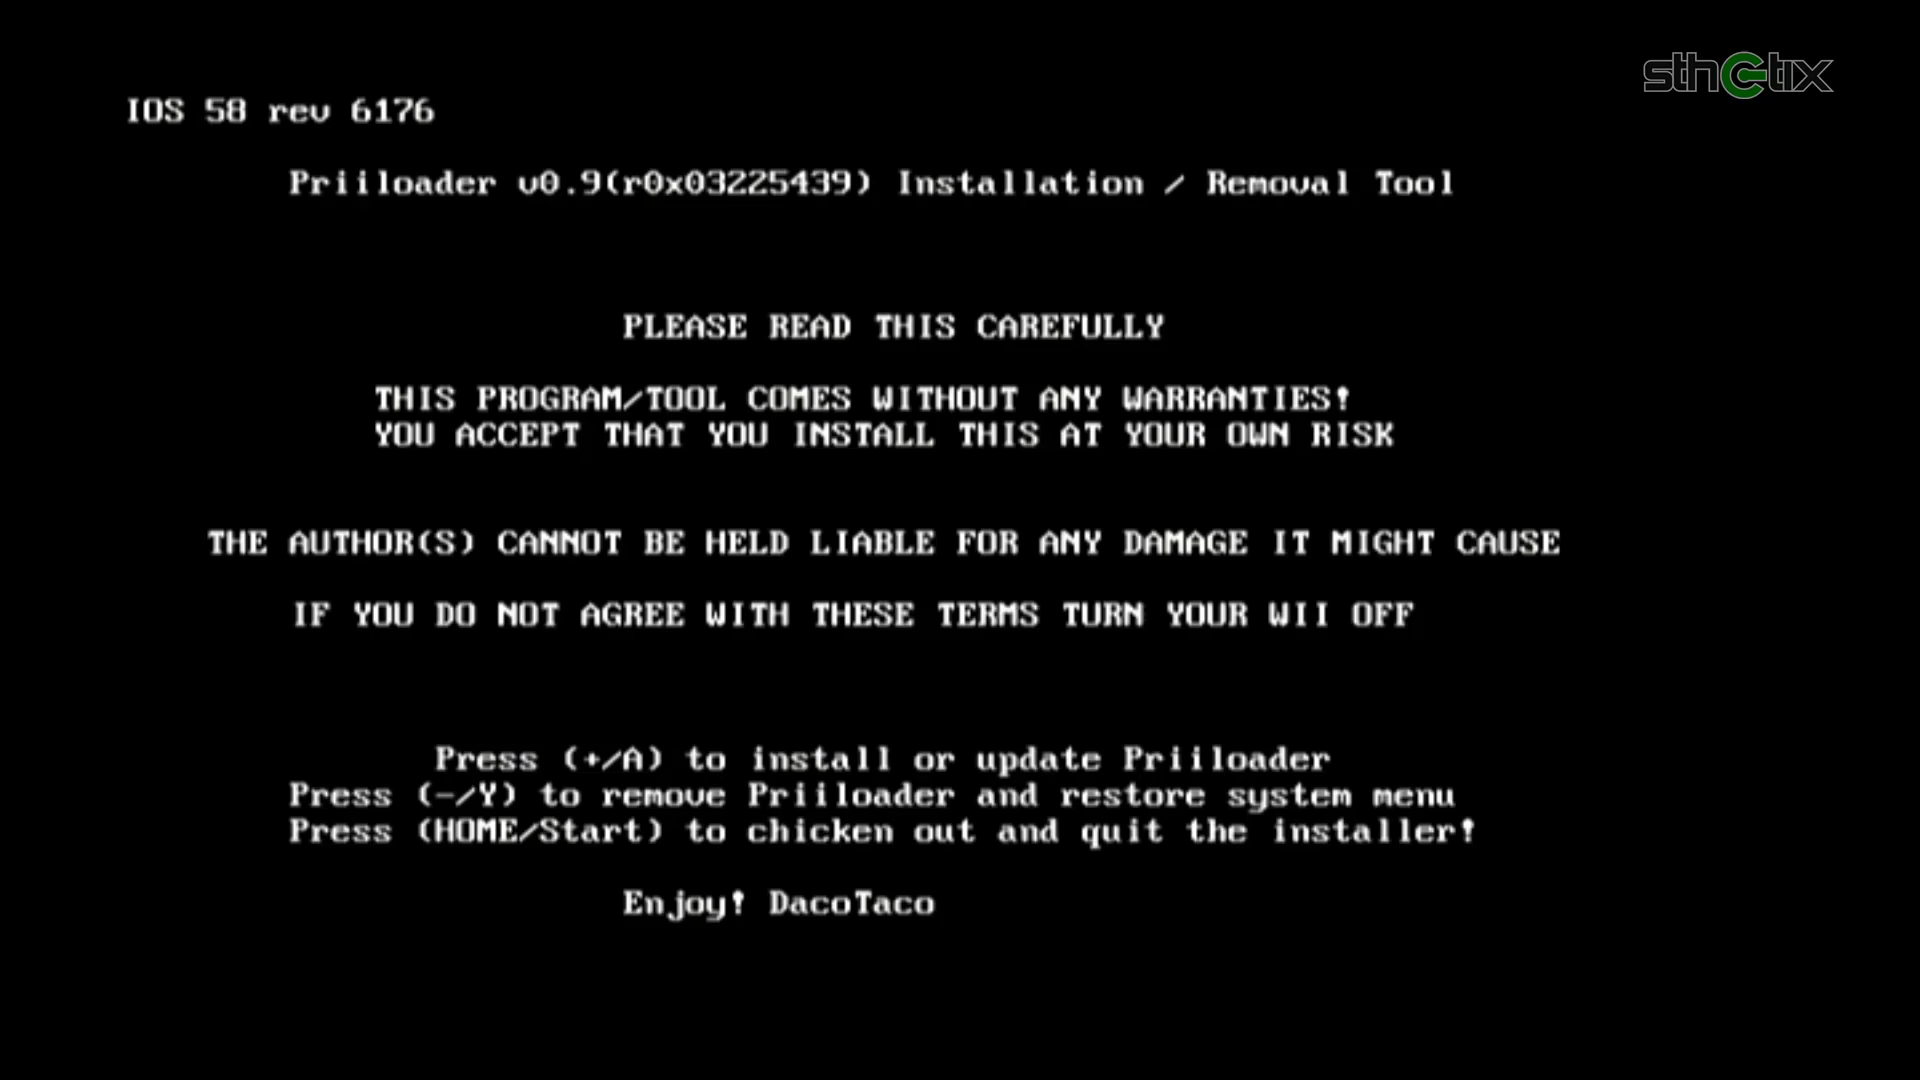 sthetix
IOS 58 rev 6176
Priiloader v0.9(r0x03225439) Installation / Removal Tool
PLEASE READ THIS CAREFULLY
THIS PROGRAM/TOOL COMES WITHOUT ANY WARRANTIES!
YOU ACCEPT THAT YOU INSTALL THIS AT YOUR OWN RISK
THE AUTHOR(S) CANNOT BE HELD LIABLE FOR ANY DAMAGE IT MIGHT CAUSE
IF YOU DO NOT AGREE WITH THESE TERMS TURN YOUR WII OFF
Press (+/A) to install or update Priiloader
Press (-/Y) to remove Priiloader and restore system menu
Press (HOME/Start) to chicken out and quit the installer!
Enjoy! DacoTaco